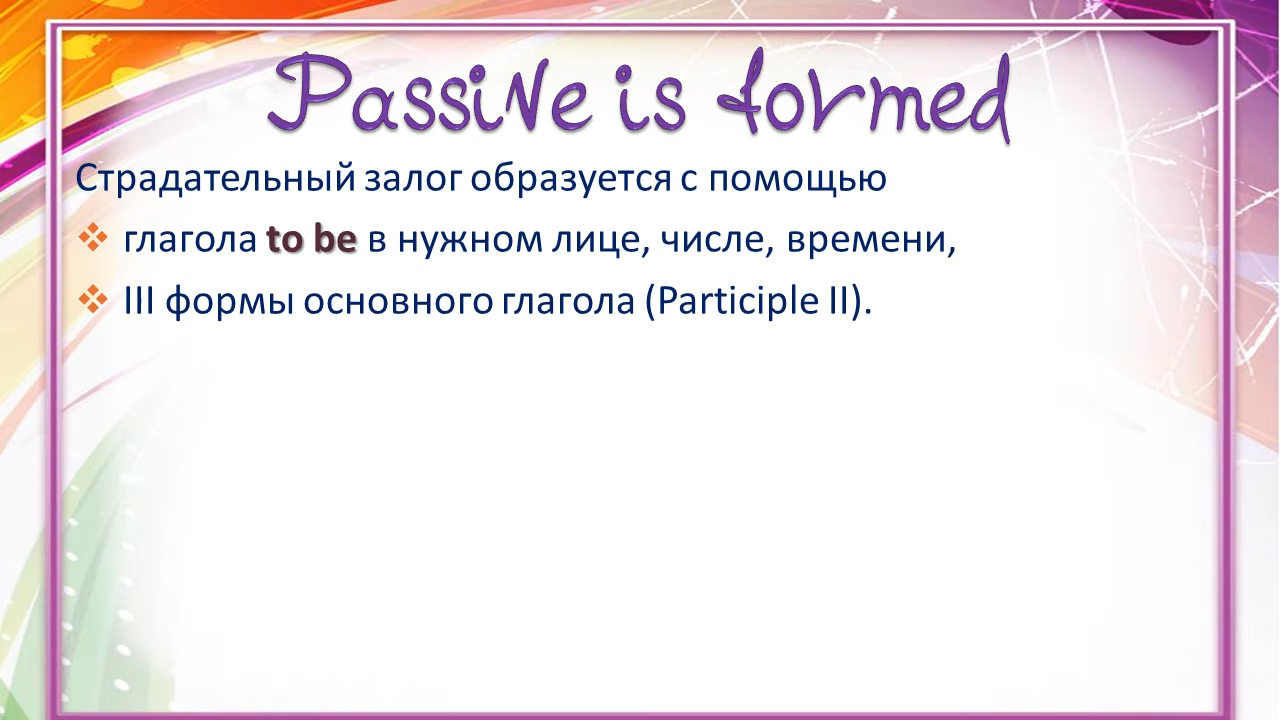 Passive is formed
Страдательный залог образуется с помощью
❖ глагола to be в нужном лице, числе, времени,
❖ III формы основного глагола (Participle II).